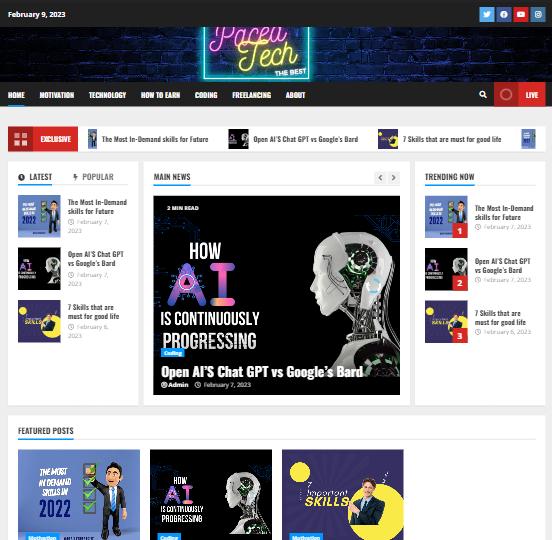 February 9, 2023
Paced
Tech
THE BEST
HOME MOTIVATION TECHNOLOGY HOW TO EARN CODING FREELANCING ABOUT LIVE
EXCLUSIVE The Most In-Demand skills for Future Open AI'S Chat GPT vs Google's Bard 7 Skills that are must for good life
LATEST POPULAR
The Most In-Demand
skills for Future
February 7,
2023
Open AI'S Chat GPT
vs Google's Bard
February 7,
2023
7 Skills that are
must for good life
February 6,
2023
MAIN NEWS
2 MIN READ
HOW
AI
IS CONTINUOUSLY
PROGRESSING
Coding
Open AI'S Chat GPT vs Google's Bard
Admin February 7, 2023
TRENDING NOW
The Most In-Demand
skills for Future
February 7, 2023
1
Open AI'S Chat GPT
vs Google's Bard
February 7, 2023
2
7 Skills that are
must for good life
February 6, 2023
3
FEATURED POSTS
THE MOST
IN DEMAND
SKILLS IN
2022
Motivation
HOW
AI
IS CONTINUOUSLY
PROGRESSING
Coding
7
important
SKILLS
Motivation